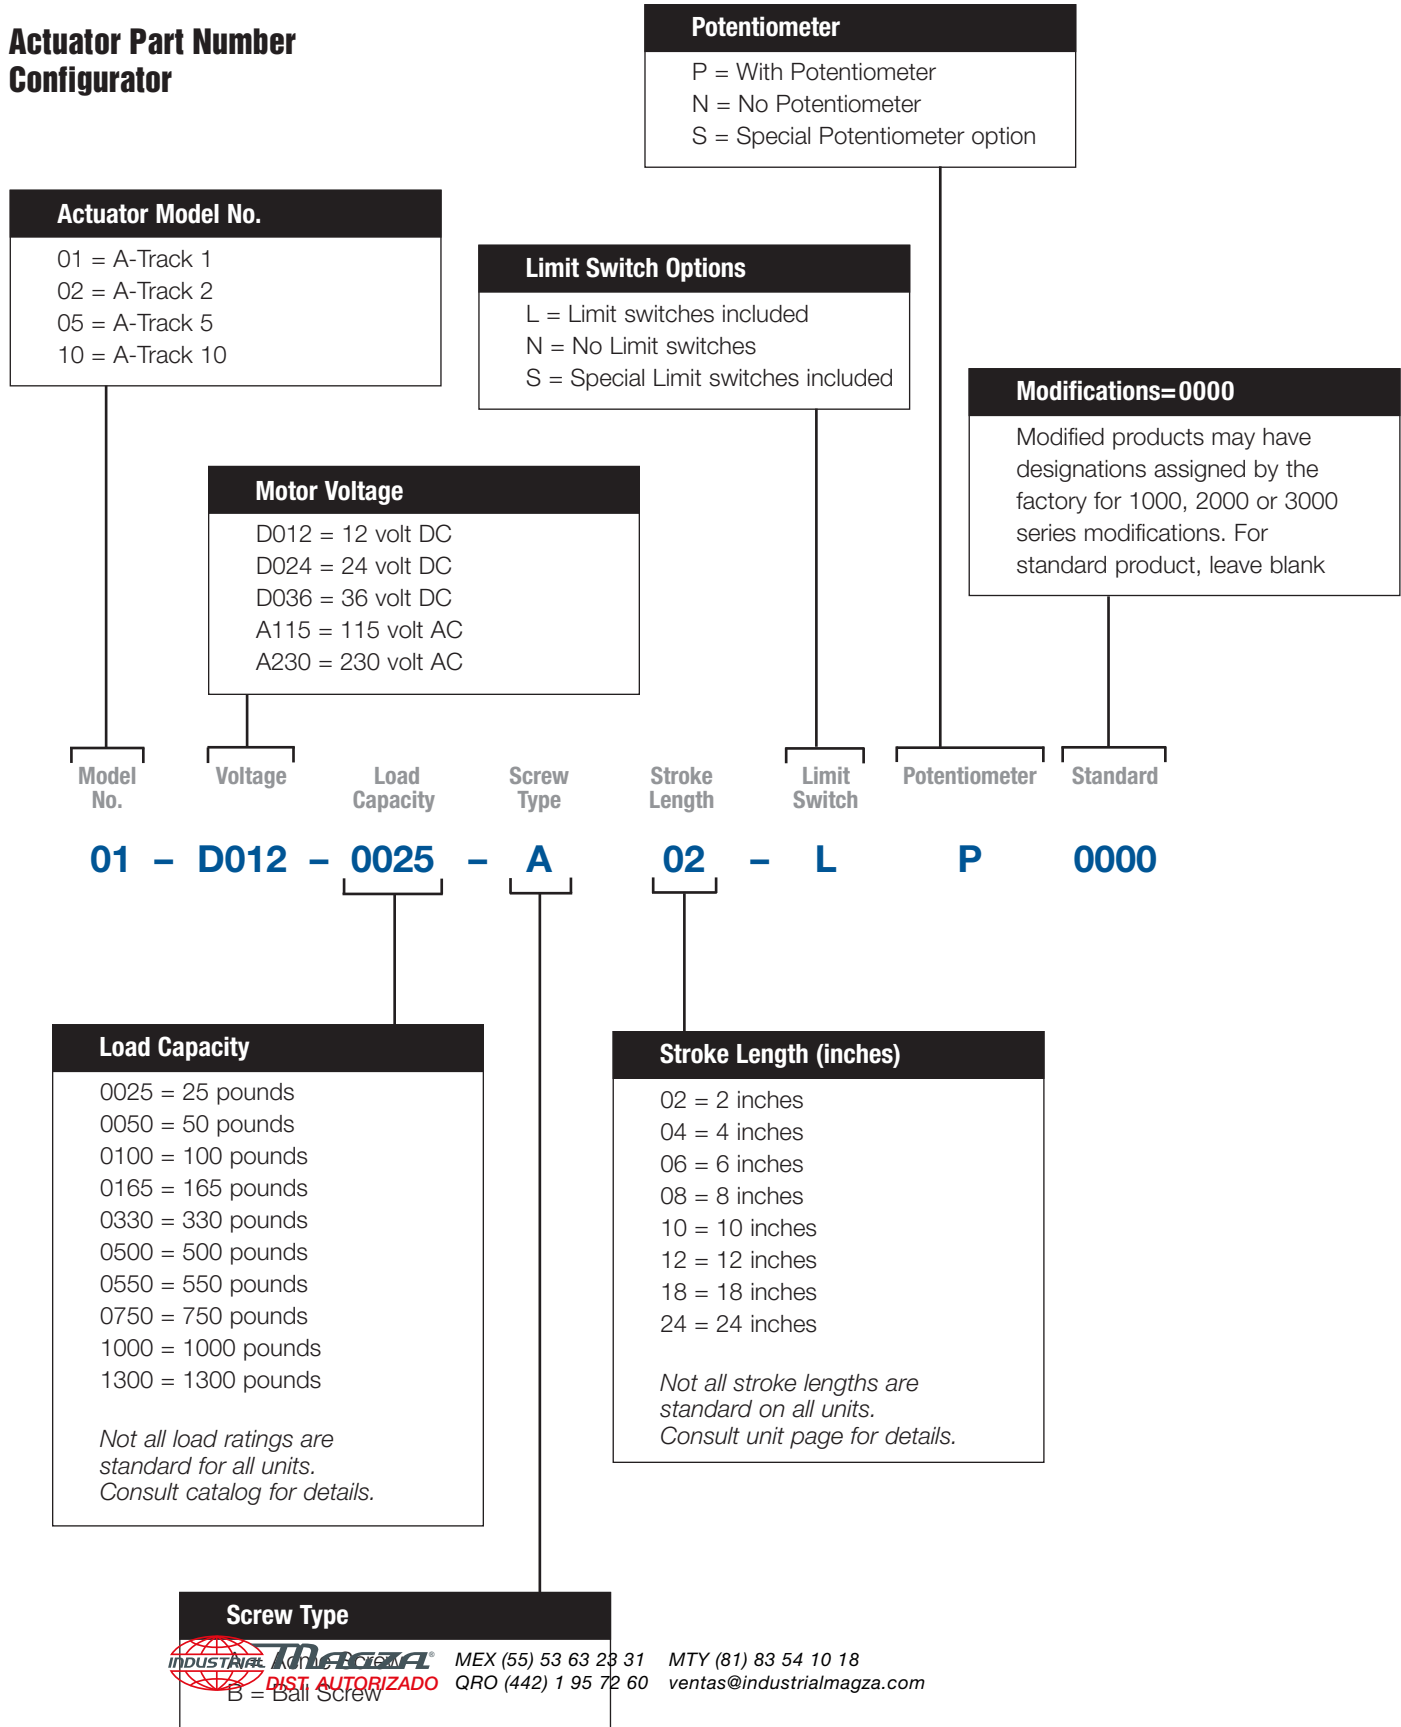 Actuator Part Number
Configurator
Potentiometer
P = With Potentiometer
N = No Potentiometer
S = Special Potentiometer option
Actuator Model No.
01 = A-Track 1
02 = A-Track 2
05 = A-Track 5
10 = A-Track 10
Limit Switch Options
L = Limit switches included
N = No Limit switches
S = Special Limit switches included
Modifications=0000
Modified products may have
designations assigned by the
factory for 1000, 2000 or 3000
series modifications. For
standard product, leave blank
Motor Voltage
D012 = 12 volt DC
D024 = 24 volt DC
D036 = 36 volt DC
A115 = 115 volt AC
A230 = 230 volt AC
Model
No.
Voltage
Load
Capacity
Screw
Type
Stroke
Length
Limit
Switch
Potentiometer
Standard
01 – D012 – 0025 – A 02 – L P 0000
Load Capacity
0025 = 25 pounds
0050 = 50 pounds
0100 = 100 pounds
0165 = 165 pounds
0330 = 330 pounds
0500 = 500 pounds
0550 = 550 pounds
0750 = 750 pounds
1000 = 1000 pounds
1300 = 1300 pounds
Not all load ratings are
standard for all units.
Consult catalog for details.
Stroke Length (inches)
02 = 2 inches
04 = 4 inches
06 = 6 inches
08 = 8 inches
10 = 10 inches
12 = 12 inches
18 = 18 inches
24 = 24 inches
Not all stroke lengths are
standard on all units.
Consult unit page for details.
Screw Type
A = Acme Screw
B = Ball Screw
INDUSTRIAL MAGZA®
DIST. AUTORIZADO
MEX (55) 53 63 23 31 MTY (81) 83 54 10 18
QRO (442) 1 95 72 60 ventas@industrialmagza.com